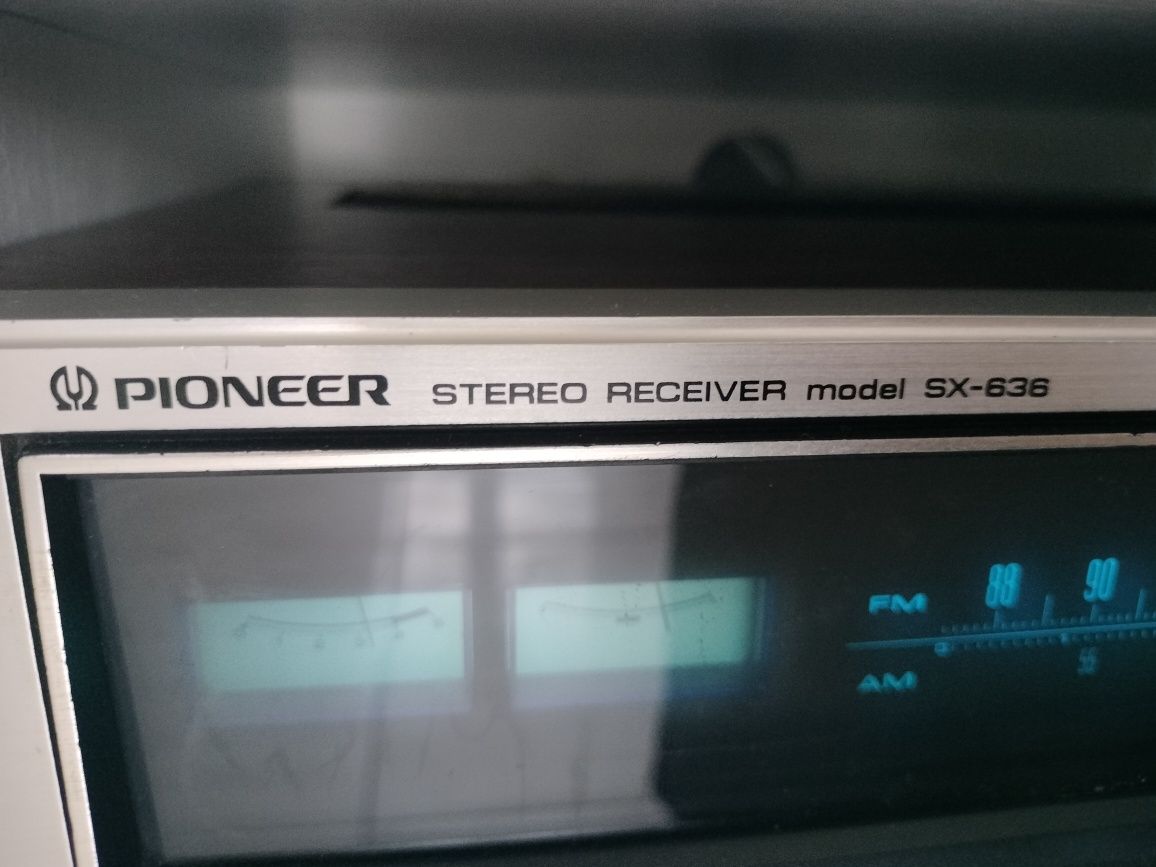 PIONEER STEREO RECEIVER model SX-636
FM 88 90
AM 55